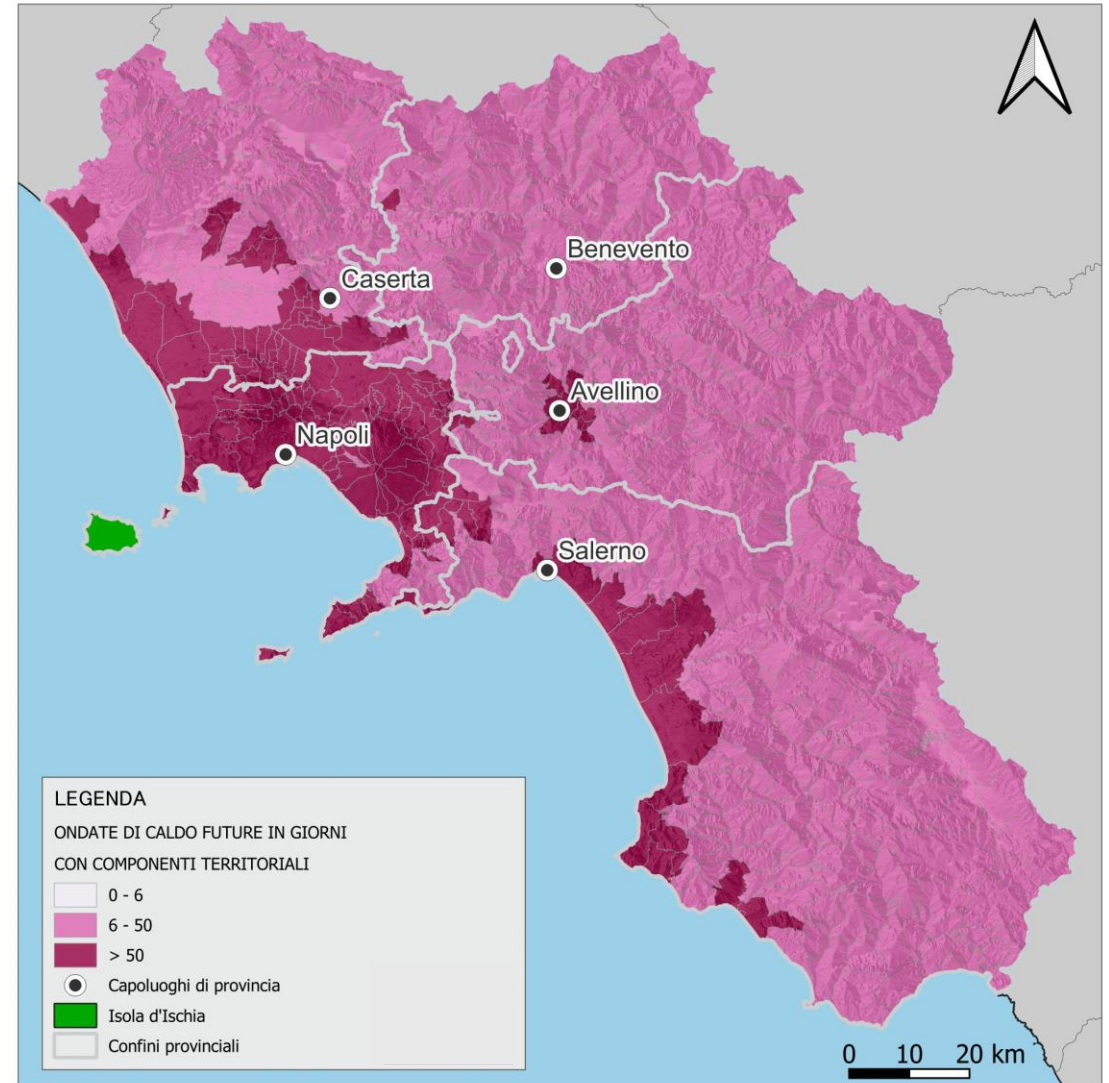 Benevento
Caserta
Avellino
Napoli
Salerno
LEGENDA
ONDATE DI CALDO FUTURE IN GIORNI
CON COMPONENTI TERRITORIALI
0 - 6
6 - 50
> 50
Capoluoghi di provincia
Isola d'Ischia
Confini provinciali
0 10 20 km